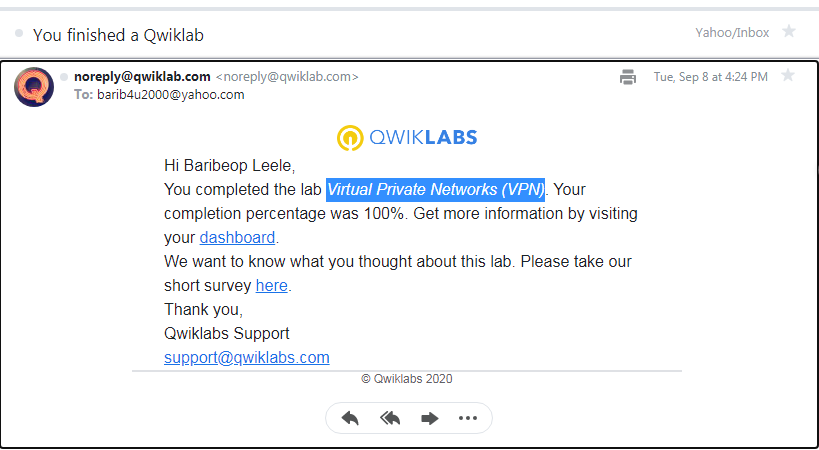 You finished a Qwiklab
Yahoo/Inbox
noreply@qwiklab.com <noreply@qwiklab.com>
Tue, Sep 8 at 4:24 PM
To: barib4u2000@yahoo.com
QWIKLABS
Hi Baribeop Leele,
You completed the lab Virtual Private Networks (VPN). Your
completion percentage was 100%. Get more information by visiting
your dashboard.
We want to know what you thought about this lab. Please take our
short survey here.
Thank you,
Qwiklabs Support
support@qwiklabs.com
© Qwiklabs 2020